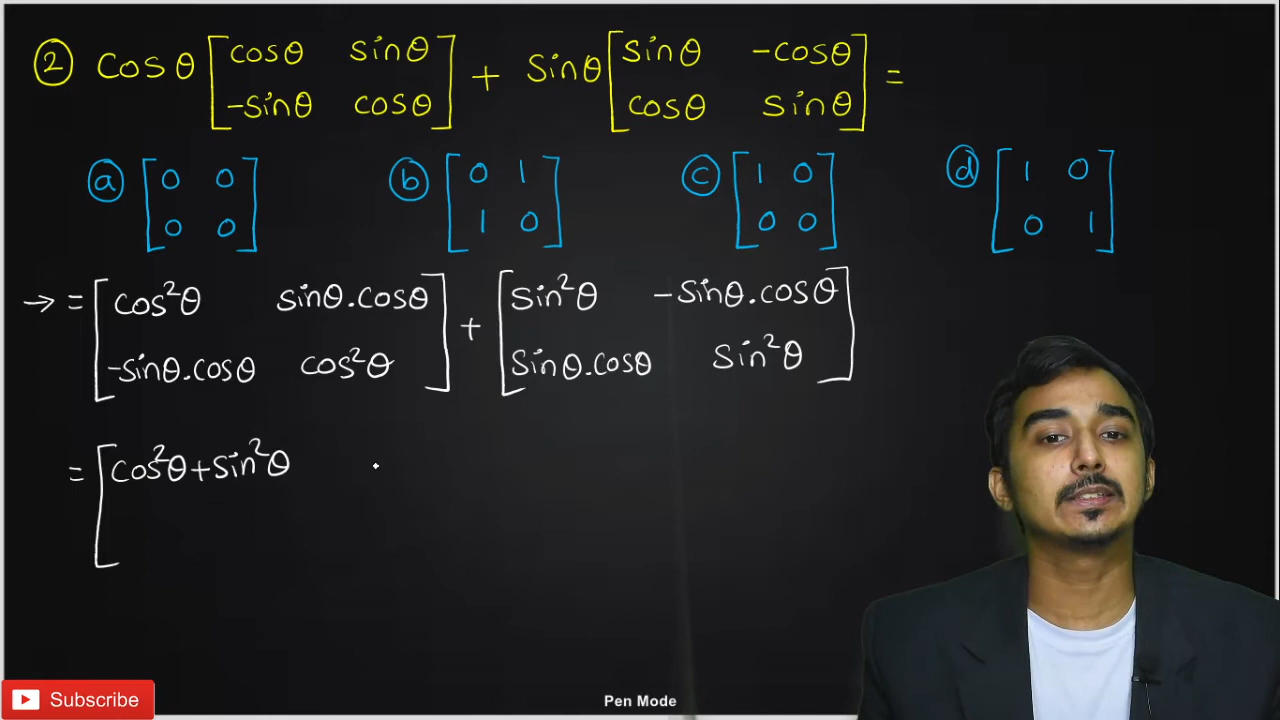 ② cosθ [cosθ sinθ + sinθ [sinθ -cosθ =
-sinθ cosθ] cosθ sinθ]
ⓐ [0 0 ⓑ [0 1 ⓒ [1 0 ⓓ [1 0
0 0] 1 0] 0 0] 0 1]
→ = [cos²θ sinθ.cosθ + [sin²θ -sinθ.cosθ
-sinθ.cosθ cos²θ] sinθ.cosθ sin²θ]
= [cos²θ+sin²θ
Subscribe
Pen Mode